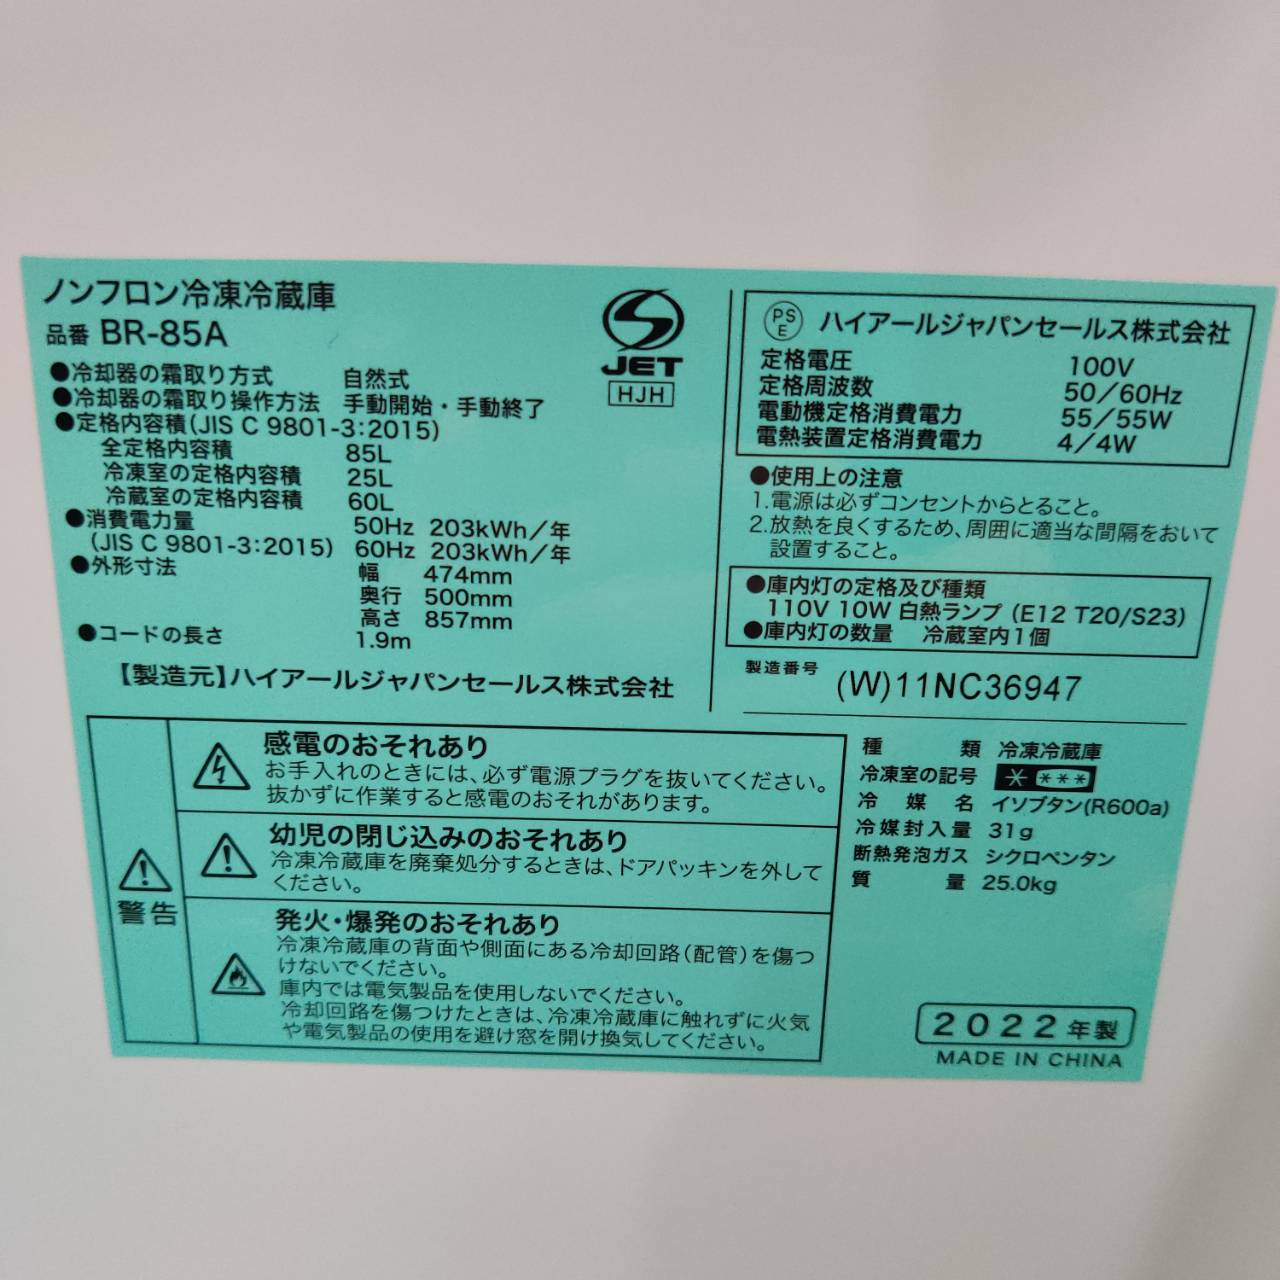 ノンフロン冷凍冷蔵庫
品番 BR-85A
●冷却器の霜取り方式 自然式
●冷却器の霜取り操作方法 手動開始・手動終了
●定格内容積(JIS C 9801-3:2015)
全定格内容積 85L
冷凍室の定格内容積 25L
冷蔵室の定格内容積 60L
●消費電力量 50Hz 203kWh/年
(JIS C 9801-3:2015) 60Hz 203kWh/年
●外形寸法 幅 474mm
奥行 500mm
高さ 857mm
●コードの長さ 1.9m
【製造元】ハイアールジャパンセールス株式会社
JET
HJH
PS
E
ハイアールジャパンセールス株式会社
定格電圧 100V
定格周波数 50/60Hz
電動機定格消費電力 55/55W
電熱装置定格消費電力 4/4W
●使用上の注意
1.電源は必ずコンセントからとること。
2.放熱を良くするため、周囲に適当な間隔をおいて
設置すること。
●庫内灯の定格及び種類
110V 10W 白熱ランプ (E12 T20/S23)
●庫内灯の数量 冷蔵室内1個
製造番号 (W)11NC36947
警告
感電のおそれあり
お手入れのときには、必ず電源プラグを抜いてください。
抜かずに作業すると感電のおそれがあります。
幼児の閉じ込みのおそれあり
冷凍冷蔵庫を廃棄処分するときは、ドアパッキンを外して
ください。
発火・爆発のおそれあり
冷凍冷蔵庫の背面や側面にある冷却回路(配管)を傷つ
けないでください。
庫内では電気製品を使用しないでください。
冷却回路を傷つけたときは、冷凍冷蔵庫に触れずに火気
や電気製品の使用を避け窓を開け換気してください。
種類 冷凍冷蔵庫
冷凍室の記号 * ***
冷媒名 イソブタン(R600a)
冷媒封入量 31g
断熱発泡ガス シクロペンタン
質量 25.0kg
2022年製
MADE IN CHINA